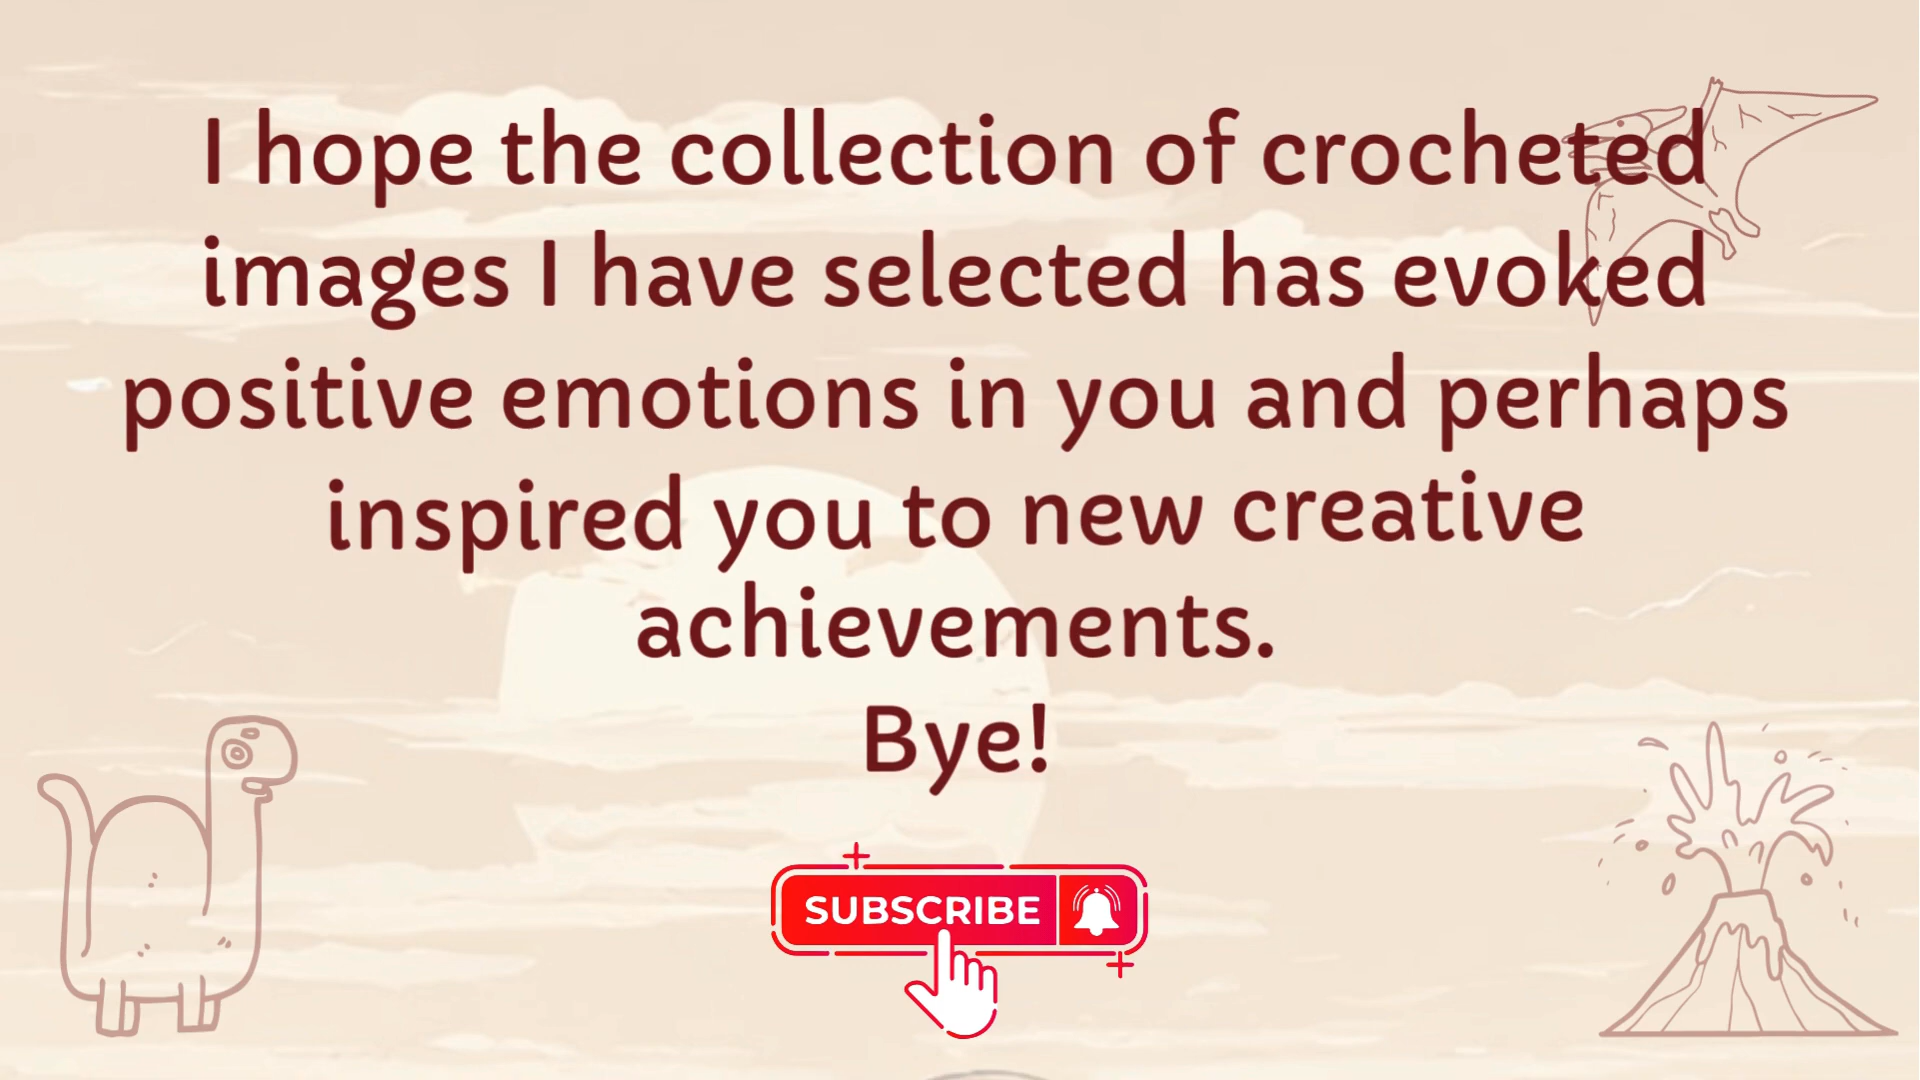 I hope the collection of crocheted
images I have selected has evoked
positive emotions in you and perhaps
inspired you to new creative
achievements.
Bye!
SUBSCRIBE